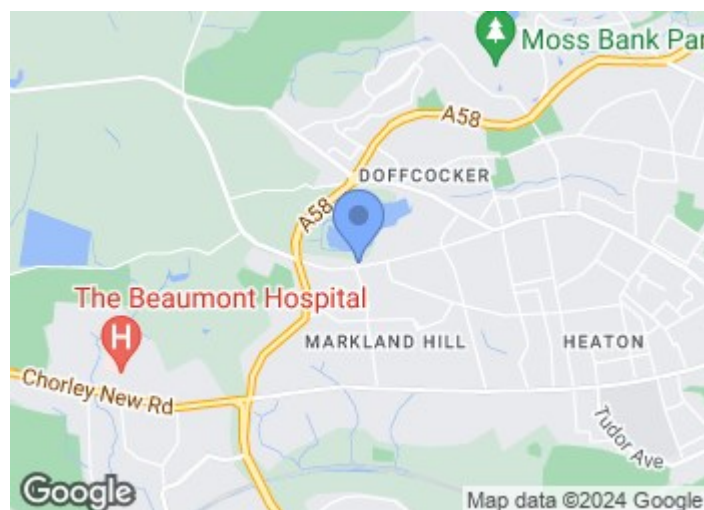 Moss Bank Par
A58
DOFFCOCKER
A58
The Beaumont Hospital
H
MARKLAND HILL
HEATON
Chorley New Rd
Tudor Ave
Google
Map data ©2024 Google